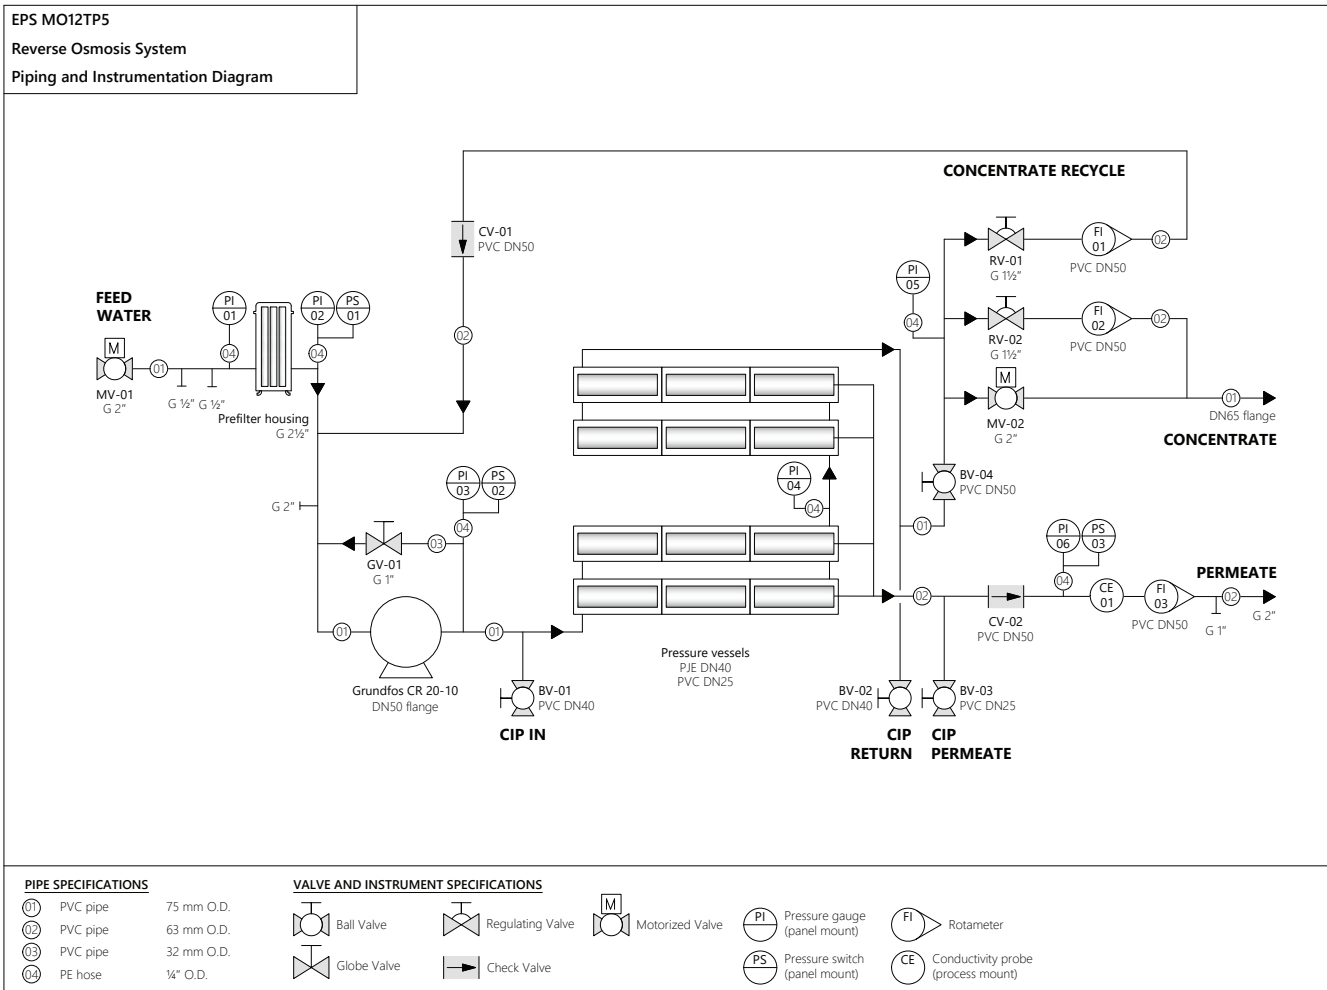 EPS MO12TP5
Reverse Osmosis System
Piping and Instrumentation Diagram
CONCENTRATE RECYCLE
CV-01
PVC DN50
FI
01
02
RV-01
G 1½"
PVC DN50
PI
05
04
FEED
WATER
PI
01
PI
02
PS
01
FI
02
02
RV-02
G 1½"
PVC DN50
M
01
04
04
02
MV-01
G 2"
G ½"
G ½"
M
MV-02
G 2"
01
DN65 flange
CONCENTRATE
Prefilter housing
G 2½"
PI
03
PS
02
PI
04
BV-04
PVC DN50
G 2"
04
04
01
GV-01
G 1"
03
PI
06
PS
03
04
PERMEATE
CE
01
FI
03
02
02
CV-02
PVC DN50
PVC DN50
G 1"
G 2"
01
01
Grundfos CR 20-10
DN50 flange
Pressure vessels
PJE DN40
PVC DN25
BV-01
PVC DN40
BV-02
PVC DN40
BV-03
PVC DN25
CIP IN
CIP
RETURN
CIP
PERMEATE
PIPE SPECIFICATIONS
01 PVC pipe 75 mm O.D.
02 PVC pipe 63 mm O.D.
03 PVC pipe 32 mm O.D.
04 PE hose ¼" O.D.
VALVE AND INSTRUMENT SPECIFICATIONS
Ball Valve
Regulating Valve
M
Motorized Valve
Globe Valve
Check Valve
PI
Pressure gauge
(panel mount)
FI
Rotameter
PS
Pressure switch
(panel mount)
CE
Conductivity probe
(process mount)